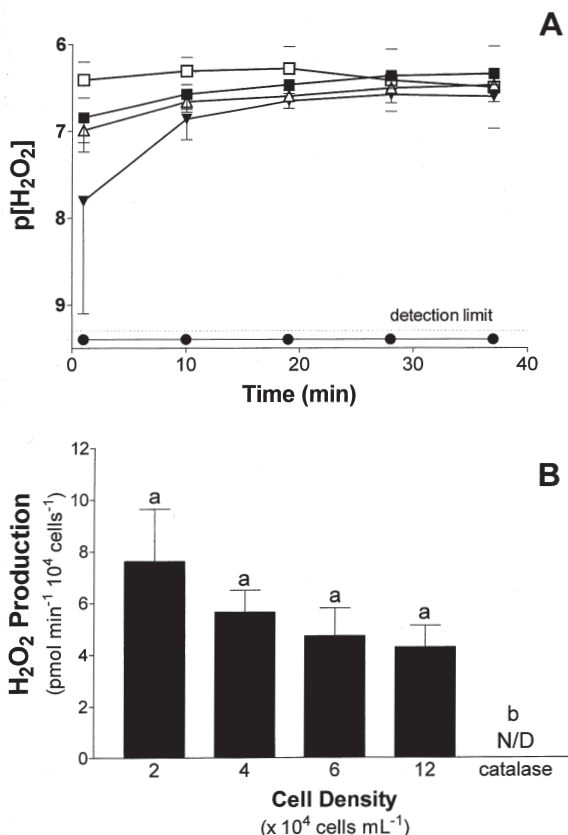 A
6
7
8
9
p[H₂O₂]
detection limit
0 10 20 30 40
Time (min)
B
12
10
8
6
4
2
0
H₂O₂ Production
(pmol min⁻¹ 10⁴ cells⁻¹)
a
a
a
a
b
N/D
2 4 6 12 catalase
Cell Density
(x 10⁴ cells mL⁻¹)